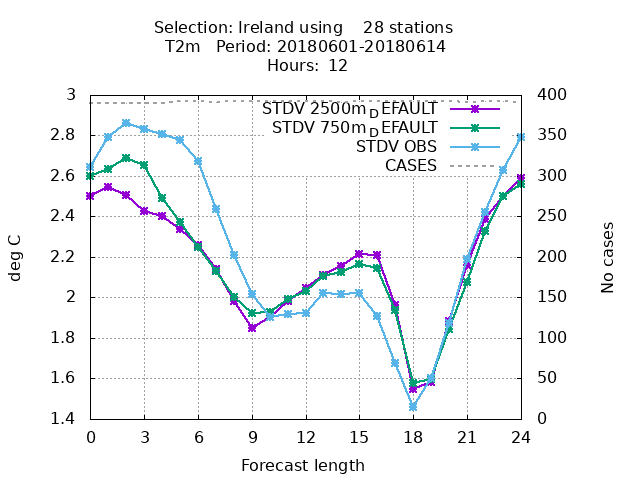 Selection: Ireland using    28 stations
T2m   Period: 20180601-20180614
Hours:  12
3
2.8
2.6
2.4
2.2
2
1.8
1.6
1.4
deg C
STDV 2500m_DEFAULT
STDV 750m_DEFAULT
STDV OBS
CASES
400
350
300
250
200
150
100
50
0
No cases
0 3 6 9 12 15 18 21 24
Forecast length